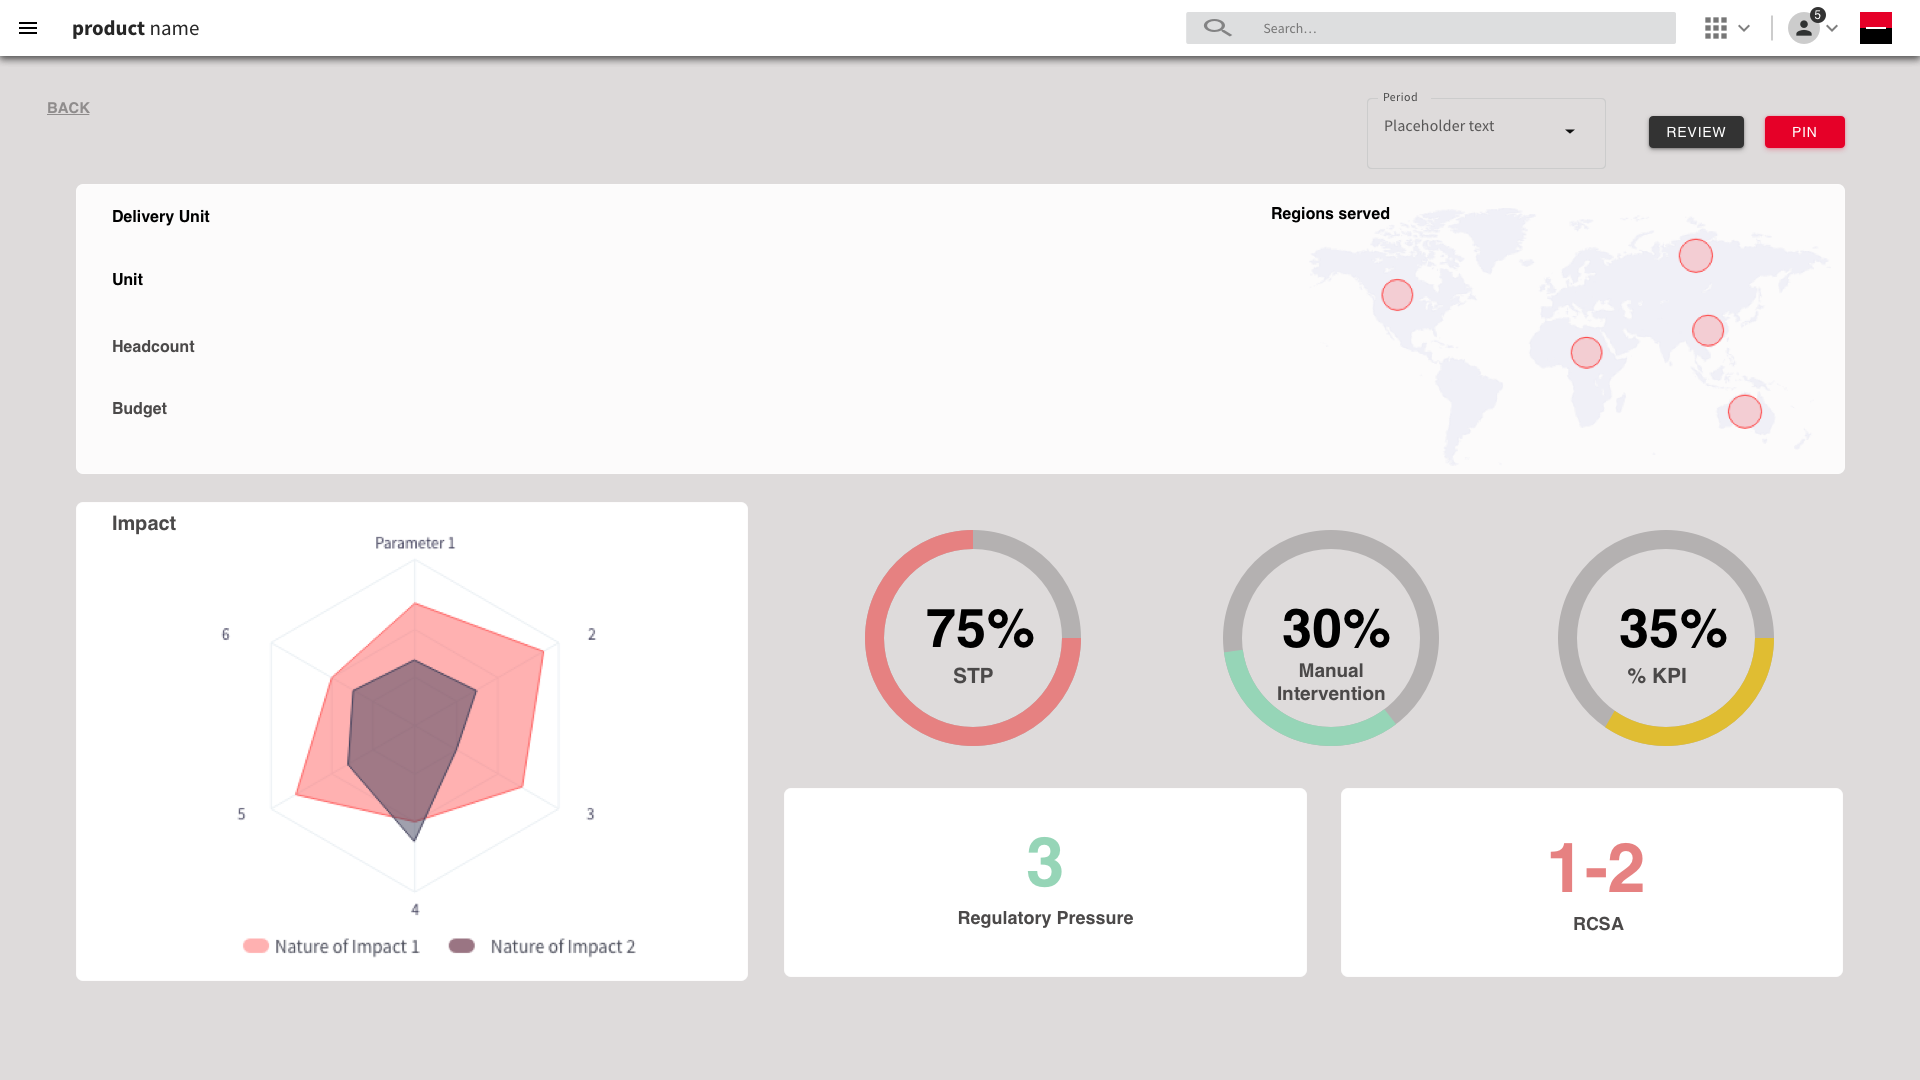 product name
Search...
5
BACK
Period
Placeholder text
REVIEW
PIN
Delivery Unit
Regions served
Unit
Headcount
Budget
Impact
Parameter 1
6
2
5
3
4
Nature of Impact 1
Nature of Impact 2
75%
STP
30%
Manual
Intervention
35%
% KPI
3
Regulatory Pressure
1-2
RCSA